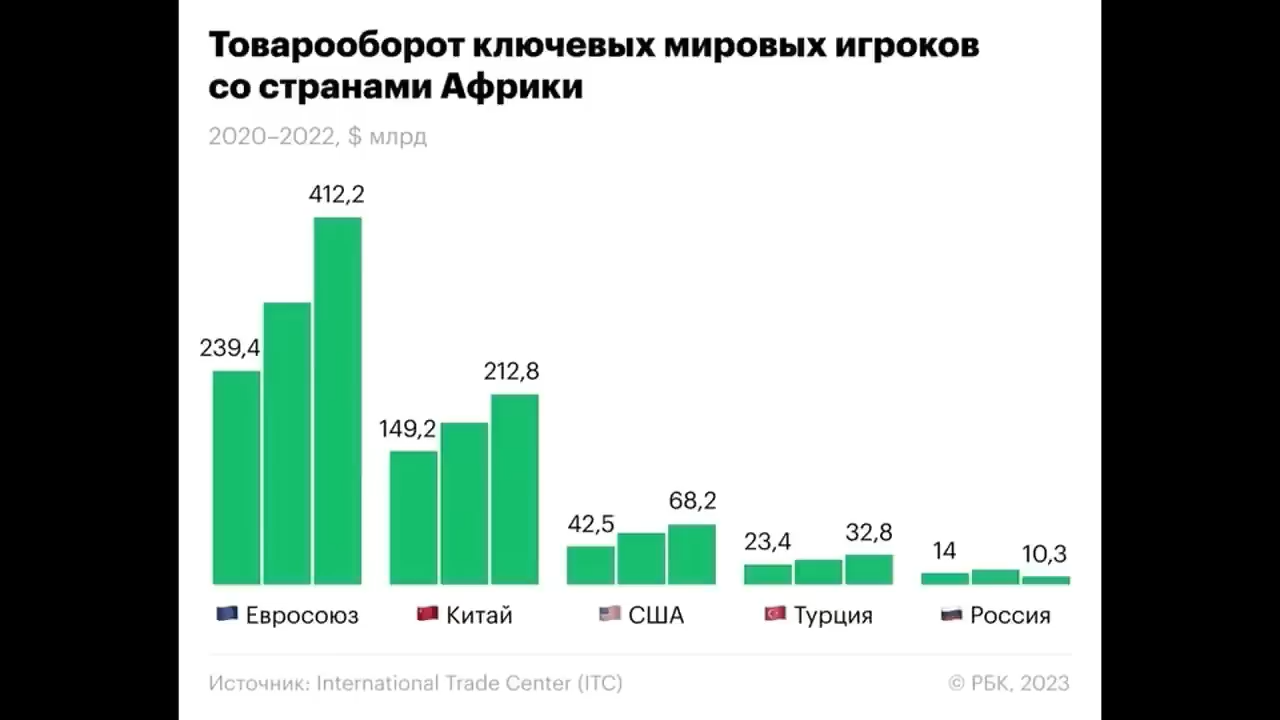 Товарооборот ключевых мировых игроков
со странами Африки
2020–2022, $ млрд
412,2
239,4
212,8
149,2
68,2
42,5
32,8
23,4
14
10,3
Евросоюз
Китай
США
Турция
Россия
Источник: International Trade Center (ITC)
© РБК, 2023